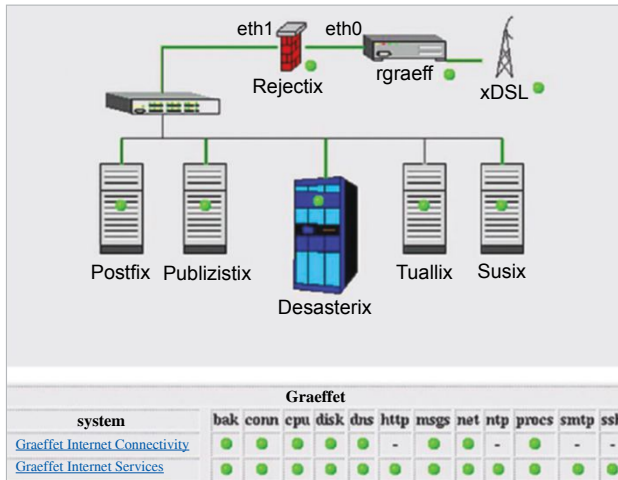 eth1 eth0
Rejectix
rgraeff
xDSL
Postfix Publizistix Tuallix Susix
Desasterix
Graeffet
system bak conn cpu disk dns http msgs net ntp procs smtp ssh
Graeffet Internet Connectivity - - - -
Graeffet Internet Services